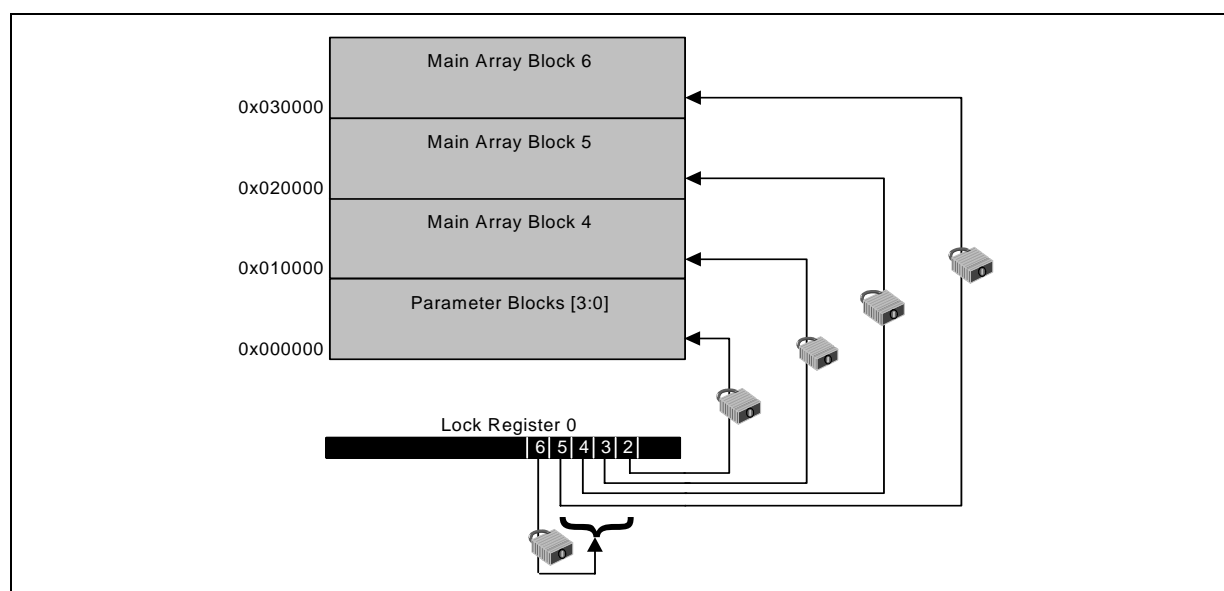 Main Array Block 6
0x030000
Main Array Block 5
0x020000
Main Array Block 4
0x010000
Parameter Blocks [3:0]
0x000000
Lock Register 0
6 5 4 3 2